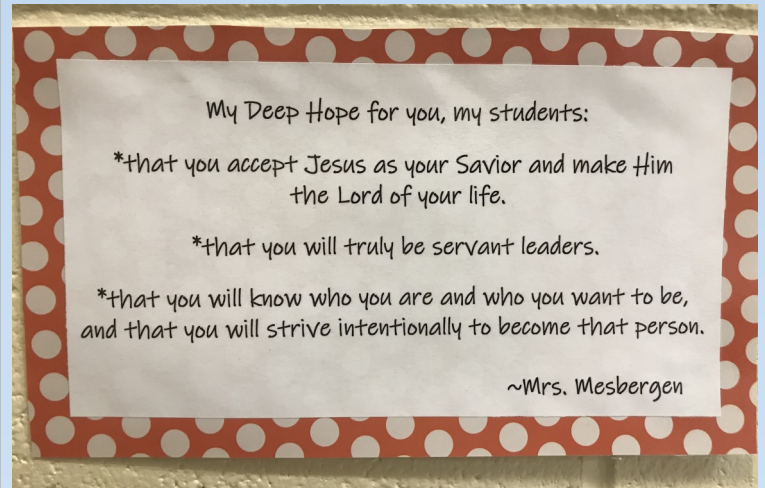 My Deep Hope for you, my students:
*that you accept Jesus as your Savior and make Him
the Lord of your life.
*that you will truly be servant leaders.
*that you will know who you are and who you want to be,
and that you will strive intentionally to become that person.
~Mrs. Mesbergen